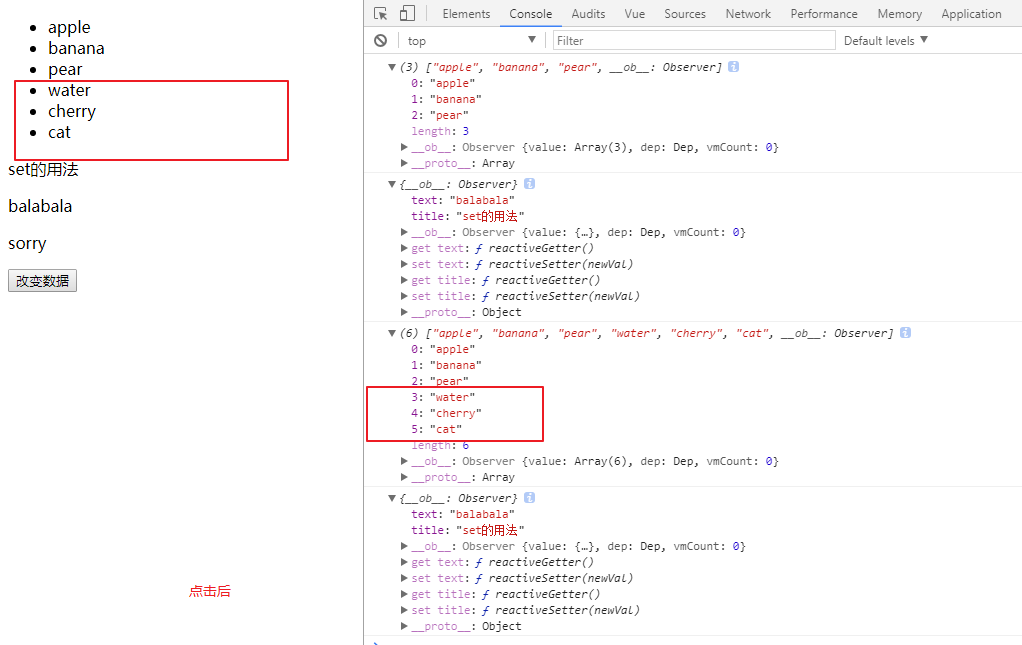 apple
banana
pear
water
cherry
cat
set的用法
balabala
sorry
改变数据
点击后
Elements Console Audits Vue Sources Network Performance Memory Application
top Filter Default levels
(3) ["apple", "banana", "pear", __ob__: Observer]
0: "apple"
1: "banana"
2: "pear"
length: 3
__ob__: Observer {value: Array(3), dep: Dep, vmCount: 0}
__proto__: Array
{__ob__: Observer}
text: "balabala"
title: "set的用法"
__ob__: Observer {value: {…}, dep: Dep, vmCount: 0}
get text: ƒ reactiveGetter()
set text: ƒ reactiveSetter(newVal)
get title: ƒ reactiveGetter()
set title: ƒ reactiveSetter(newVal)
__proto__: Object
(6) ["apple", "banana", "pear", "water", "cherry", "cat", __ob__: Observer]
0: "apple"
1: "banana"
2: "pear"
3: "water"
4: "cherry"
5: "cat"
length: 6
__ob__: Observer {value: Array(6), dep: Dep, vmCount: 0}
__proto__: Array
{__ob__: Observer}
text: "balabala"
title: "set的用法"
__ob__: Observer {value: {…}, dep: Dep, vmCount: 0}
get text: ƒ reactiveGetter()
set text: ƒ reactiveSetter(newVal)
get title: ƒ reactiveGetter()
set title: ƒ reactiveSetter(newVal)
__proto__: Object